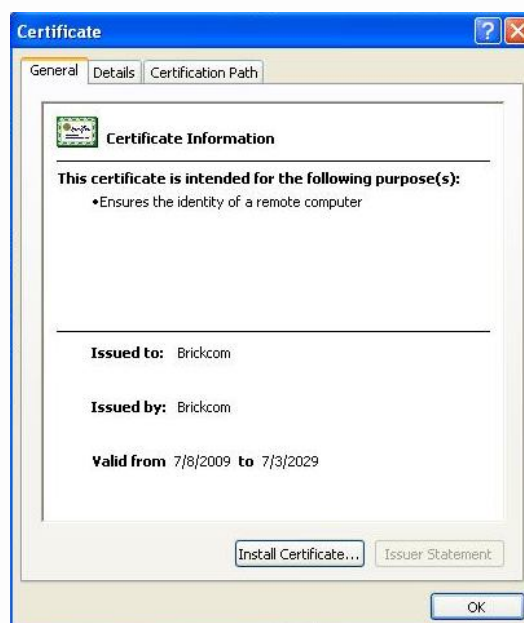 Certificate
General Details Certification Path
Certificate Information
This certificate is intended for the following purpose(s):
•Ensures the identity of a remote computer
Issued to: Brickcom
Issued by: Brickcom
Valid from 7/8/2009 to 7/3/2029
Install Certificate... Issuer Statement
OK